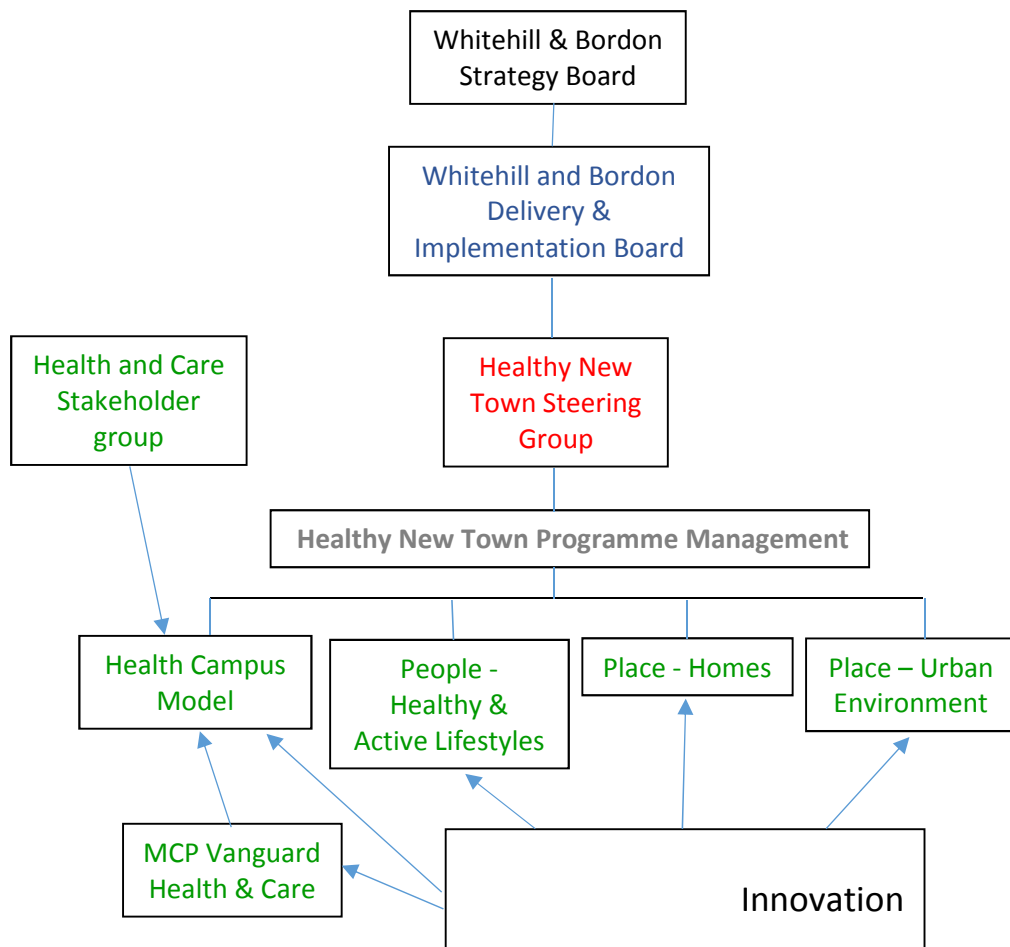 Whitehill & Bordon
Strategy Board
Whitehill and Bordon
Delivery &
Implementation Board
Health and Care
Stakeholder
group
Healthy New
Town Steering
Group
Healthy New Town Programme Management
Health Campus
Model
People -
Healthy &
Active Lifestyles
Place - Homes
Place – Urban
Environment
MCP Vanguard
Health & Care
Innovation